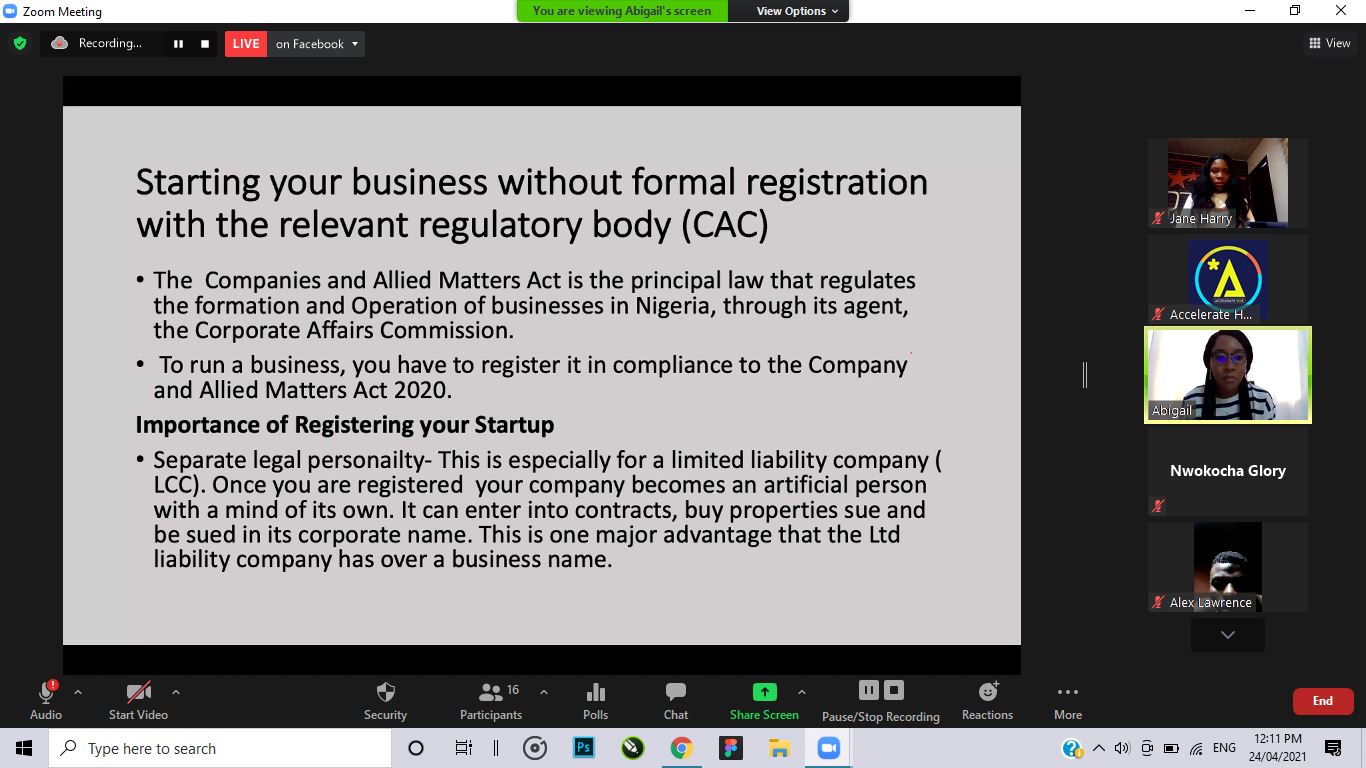 Zoom Meeting
You are viewing Abigail's screen
View Options
Recording...
LIVE
on Facebook
View
Starting your business without formal registration
with the relevant regulatory body (CAC)
• The  Companies and Allied Matters Act is the principal law that regulates
the formation and Operation of businesses in Nigeria, through its agent,
the Corporate Affairs Commission.
•  To run a business, you have to register it in compliance to the Company
and Allied Matters Act 2020.
Importance of Registering your Startup
• Separate legal personailty- This is especially for a limited liability company (
LCC). Once you are registered  your company becomes an artificial person
with a mind of its own. It can enter into contracts, buy properties sue and
be sued in its corporate name. This is one major advantage that the Ltd
liability company has over a business name.
Jane Harry
Accelerate H...
Abigail
Nwokocha Glory
Alex Lawrence
Audio
Start Video
Security
Participants
16
Polls
Chat
Share Screen
Pause/Stop Recording
Reactions
More
End
Type here to search
Ps
ENG
12:11 PM
24/04/2021